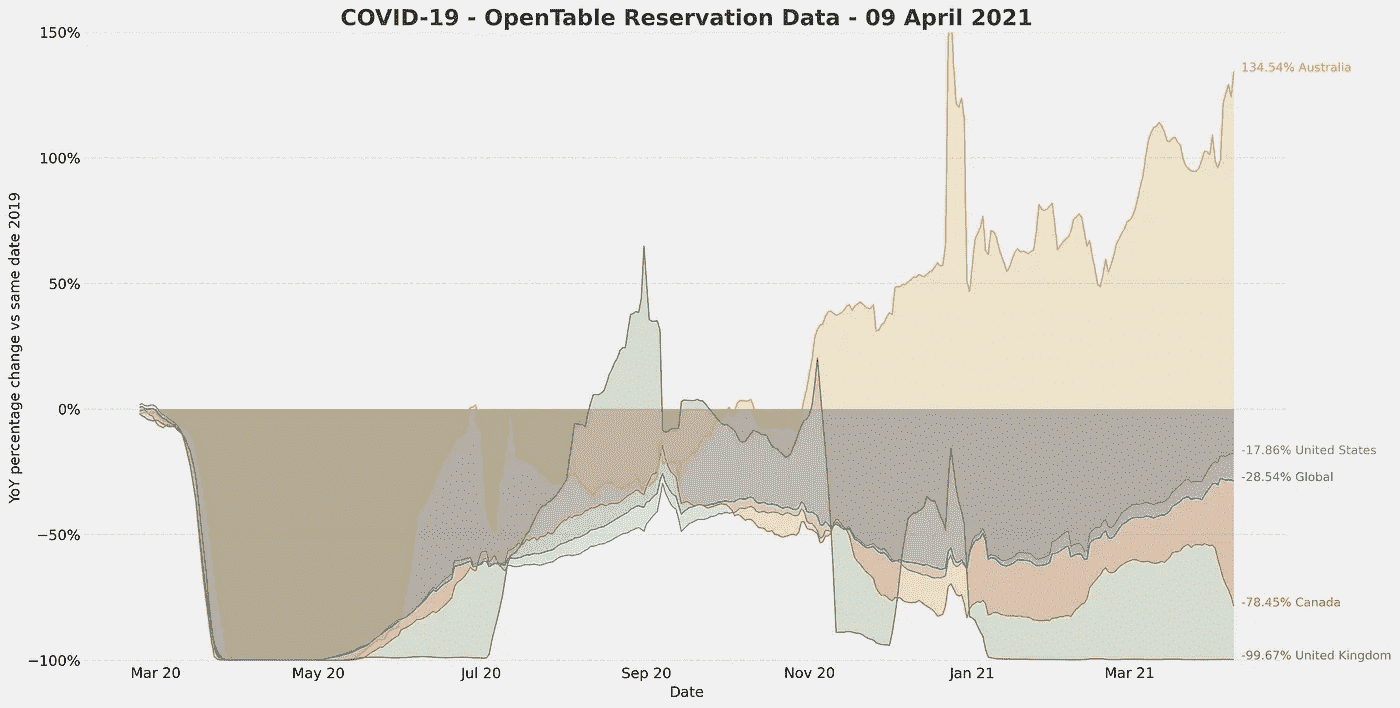 COVID-19 - OpenTable Reservation Data - 09 April 2021
150%
100%
50%
0%
−50%
−100%
YoY percentage change vs same date 2019
134.54% Australia
-17.86% United States
-28.54% Global
-78.45% Canada
-99.67% United Kingdom
Mar 20 May 20 Jul 20 Sep 20 Nov 20 Jan 21 Mar 21
Date